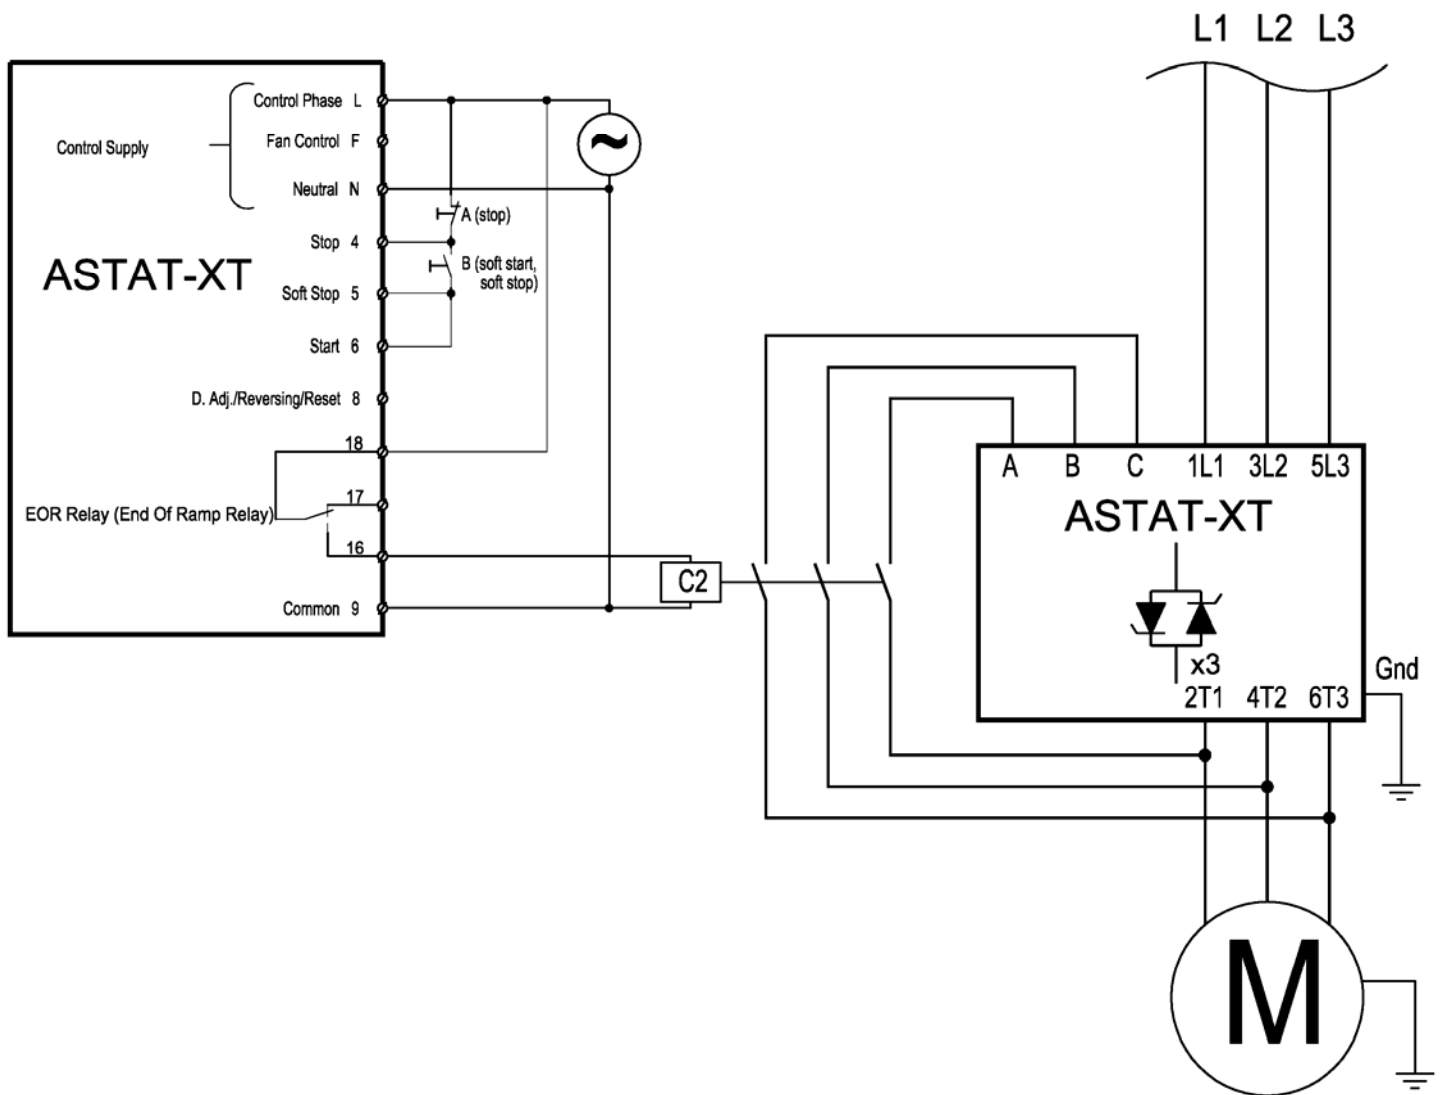 L1 L2 L3
Control Phase L
Fan Control F
Control Supply
Neutral N
A (stop)
Stop 4
ASTAT-XT
B (soft start,
soft stop)
Soft Stop 5
Start 6
D. Adj./Reversing/Reset 8
18
17
EOR Relay (End Of Ramp Relay)
16
Common 9
C2
A B C 1L1 3L2 5L3
ASTAT-XT
x3
2T1 4T2 6T3
Gnd
M